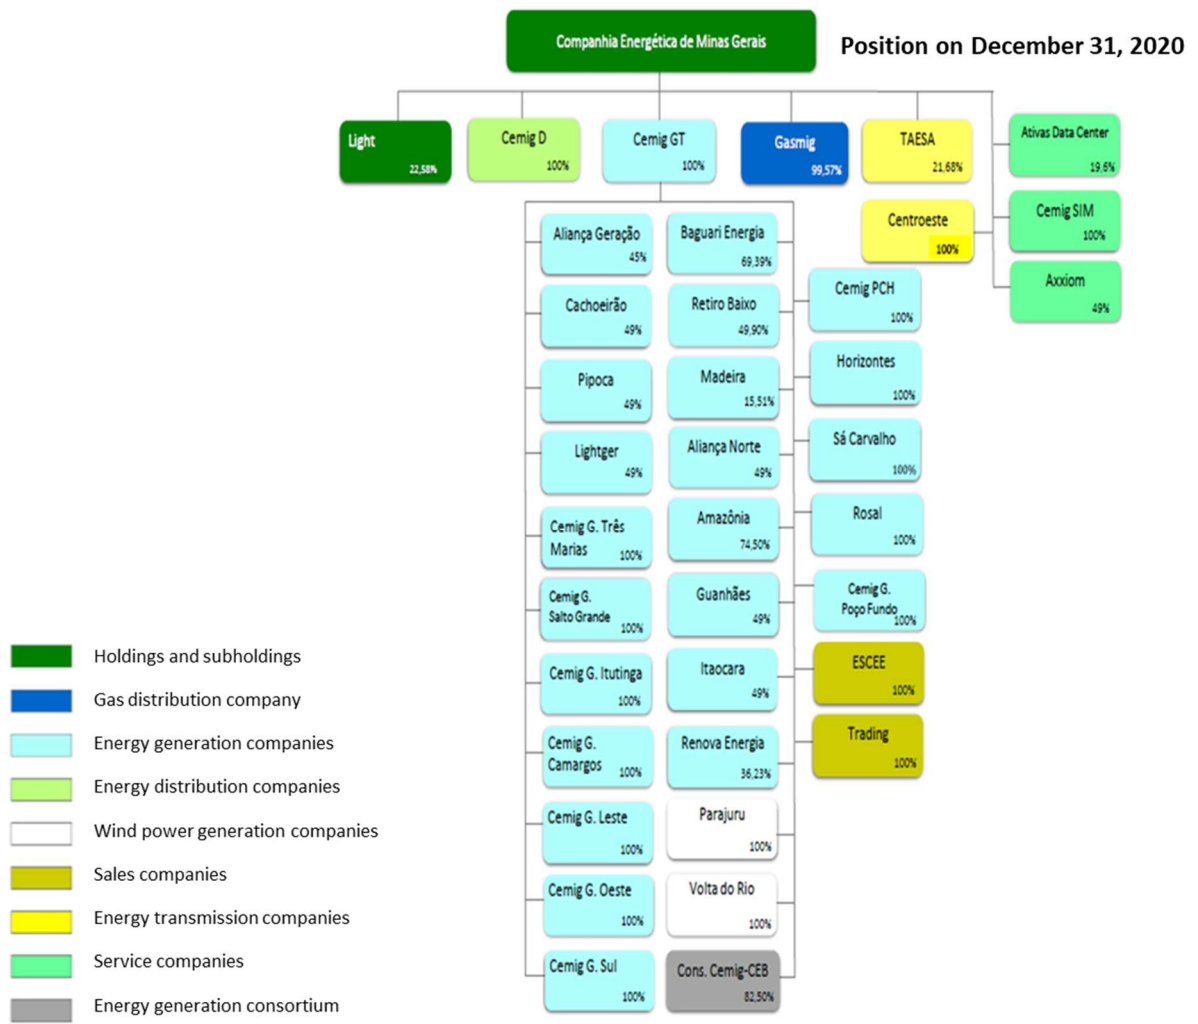 Companhia Energética de Minas Gerais
Position on December 31, 2020
Light
22,58%
Cemig D
100%
Cemig GT
100%
Gasmig
99,57%
TAESA
21,68%
Ativas Data Center
19,6%
Centroeste
100%
Cemig SIM
100%
Axxiom
49%
Aliança Geração
45%
Cachoeirão
49%
Pipoca
49%
Lightger
49%
Cemig G. Três
Marias
100%
Cemig G.
Salto Grande
100%
Cemig G. Itutinga
100%
Cemig G.
Camargos
100%
Cemig G. Leste
100%
Cemig G. Oeste
100%
Cemig G. Sul
100%
Baguari Energia
69,39%
Retiro Baixo
49,90%
Madeira
15,51%
Aliança Norte
49%
Amazônia
74,50%
Guanhães
49%
Itaocara
49%
Renova Energia
36,23%
Parajuru
100%
Volta do Rio
100%
Cons. Cemig-CEB
82,50%
Cemig PCH
100%
Horizontes
100%
Sá Carvalho
100%
Rosal
100%
Cemig G.
Poço Fundo
100%
ESCEE
100%
Trading
100%
Holdings and subholdings
Gas distribution company
Energy generation companies
Energy distribution companies
Wind power generation companies
Sales companies
Energy transmission companies
Service companies
Energy generation consortium